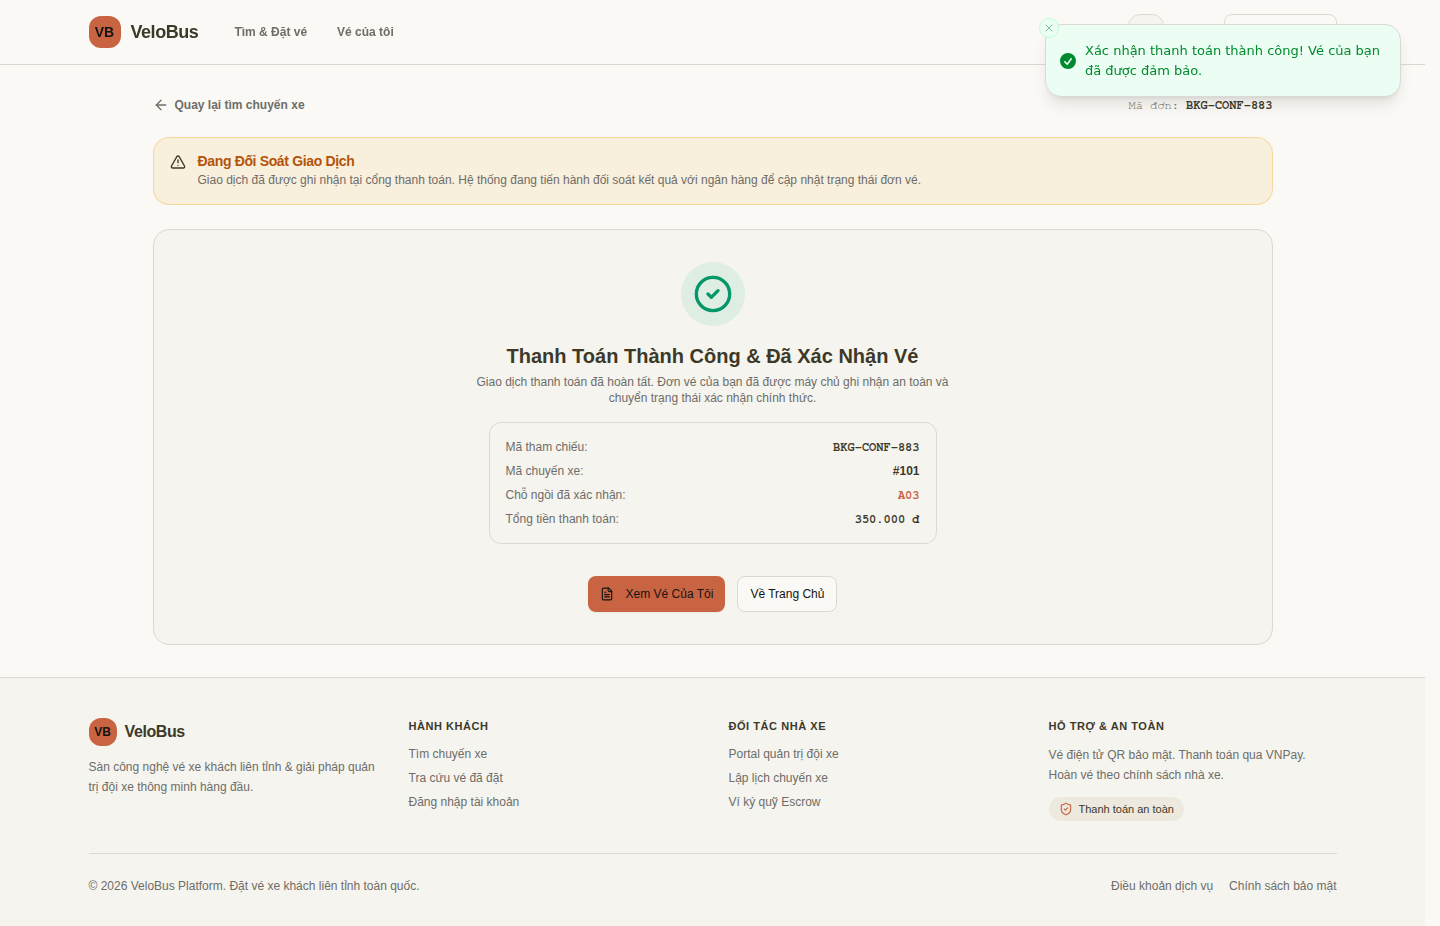 VB VeloBus
Tìm & Đặt vé
Vé của tôi
Xác nhận thanh toán thành công! Vé của bạn
đã được đảm bảo.
Quay lại tìm chuyến xe
Mã đơn: BKG-CONF-883
Đang Đối Soát Giao Dịch
Giao dịch đã được ghi nhận tại cổng thanh toán. Hệ thống đang tiến hành đối soát kết quả với ngân hàng để cập nhật trạng thái đơn vé.
Thanh Toán Thành Công & Đã Xác Nhận Vé
Giao dịch thanh toán đã hoàn tất. Đơn vé của bạn đã được máy chủ ghi nhận an toàn và
chuyển trạng thái xác nhận chính thức.
Mã tham chiếu: BKG-CONF-883
Mã chuyến xe: #101
Chỗ ngồi đã xác nhận: A03
Tổng tiền thanh toán: 350.000 đ
Xem Vé Của Tôi
Về Trang Chủ
VB VeloBus
Sàn công nghệ vé xe khách liên tỉnh & giải pháp quản
trị đội xe thông minh hàng đầu.
HÀNH KHÁCH
Tìm chuyến xe
Tra cứu vé đã đặt
Đăng nhập tài khoản
ĐỐI TÁC NHÀ XE
Portal quản trị đội xe
Lập lịch chuyến xe
Ví ký quỹ Escrow
HỖ TRỢ & AN TOÀN
Vé điện tử QR bảo mật. Thanh toán qua VNPay.
Hoàn vé theo chính sách nhà xe.
Thanh toán an toàn
© 2026 VeloBus Platform. Đặt vé xe khách liên tỉnh toàn quốc.
Điều khoản dịch vụ
Chính sách bảo mật